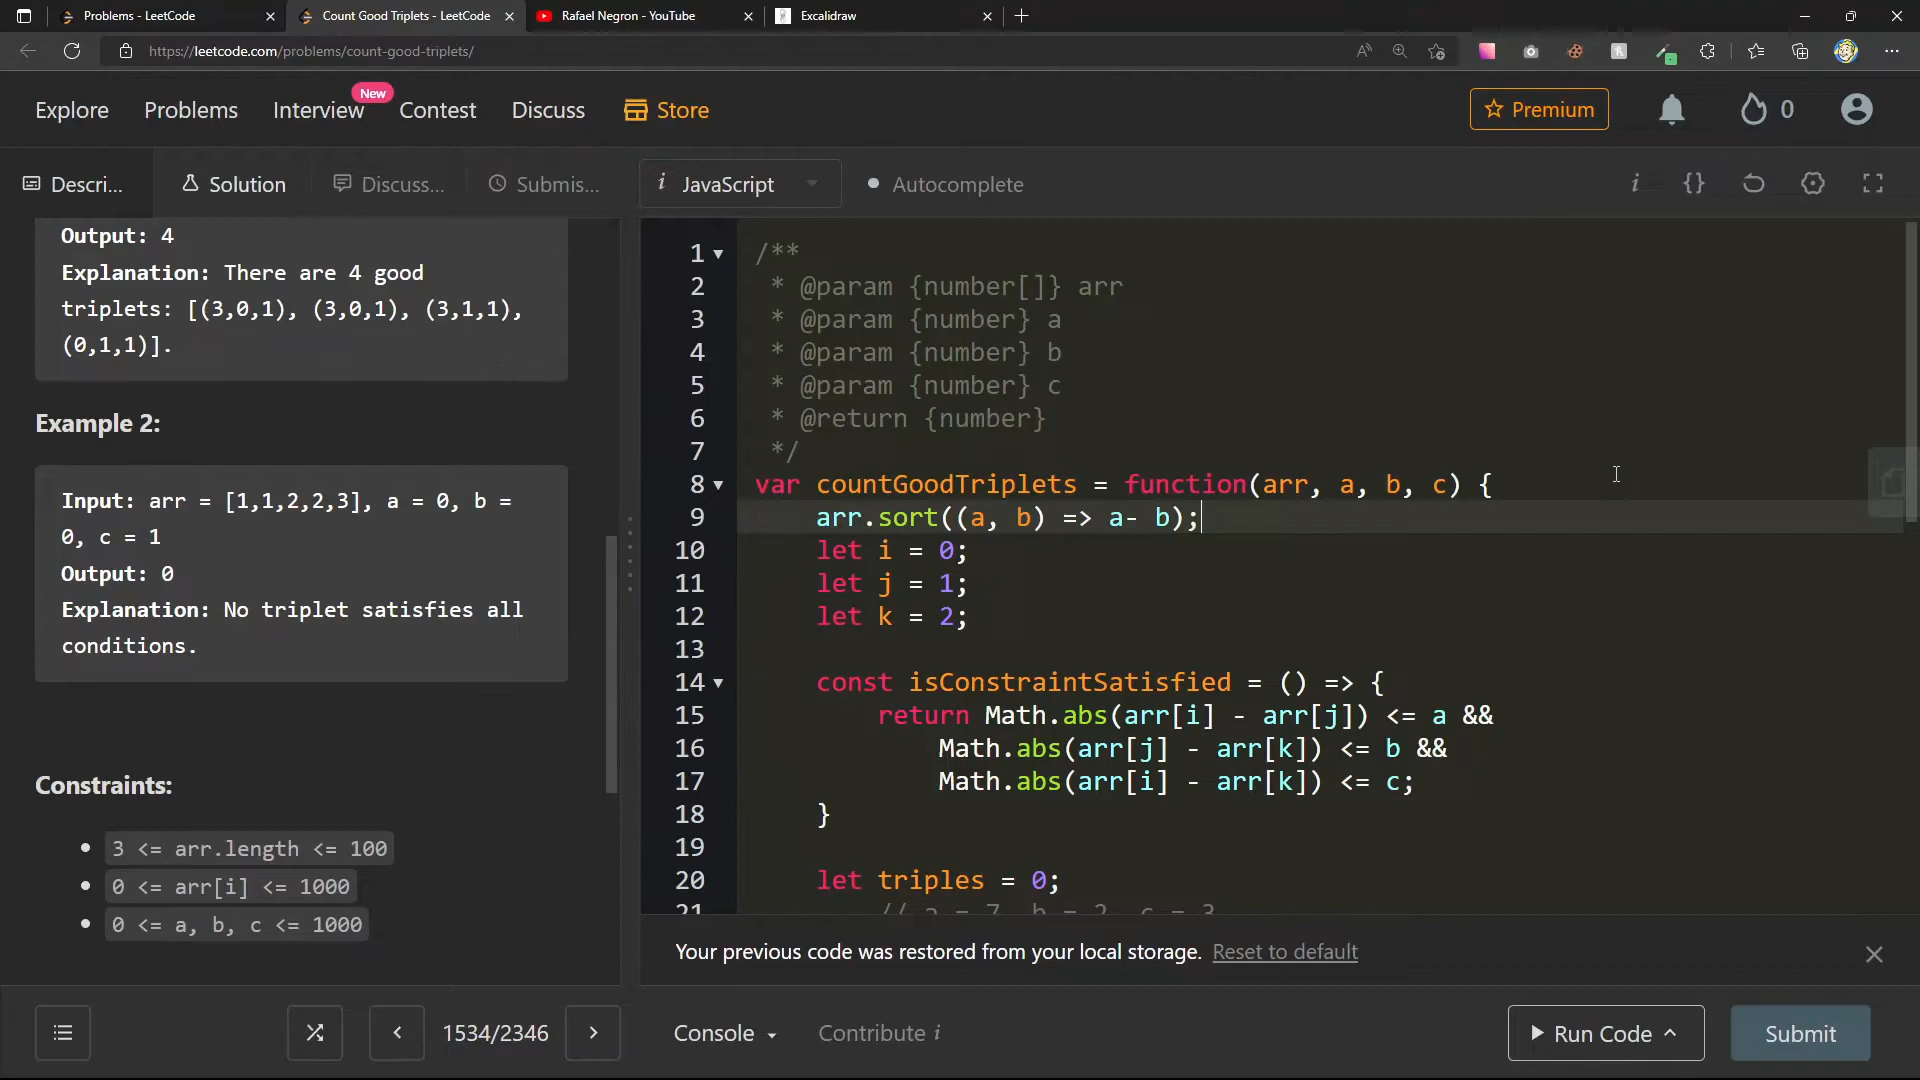 Problems - LeetCode
Count Good Triplets - LeetCode
Rafael Negron - YouTube
Excalidraw
https://leetcode.com/problems/count-good-triplets/
Explore
Problems
Interview
New
Contest
Discuss
Store
Premium
0
Descri...
Solution
Discuss...
Submis...
i JavaScript
Autocomplete
Output: 4
Explanation: There are 4 good
triplets: [(3,0,1), (3,0,1), (3,1,1),
(0,1,1)].
Example 2:
Input: arr = [1,1,2,2,3], a = 0, b =
0, c = 1
Output: 0
Explanation: No triplet satisfies all
conditions.
Constraints:
3 <= arr.length <= 100
0 <= arr[i] <= 1000
0 <= a, b, c <= 1000
1 /**
2 * @param {number[]} arr
3 * @param {number} a
4 * @param {number} b
5 * @param {number} c
6 * @return {number}
7 */
8 var countGoodTriplets = function(arr, a, b, c) {
9 arr.sort((a, b) => a- b);
10 let i = 0;
11 let j = 1;
12 let k = 2;
13
14 const isConstraintSatisfied = () => {
15 return Math.abs(arr[i] - arr[j]) <= a &&
16 Math.abs(arr[j] - arr[k]) <= b &&
17 Math.abs(arr[i] - arr[k]) <= c;
18 }
19
20 let triples = 0;
21 // a = 7, b = 2, c = 3
Your previous code was restored from your local storage. Reset to default
1534/2346
Console
Contribute i
Run Code
Submit